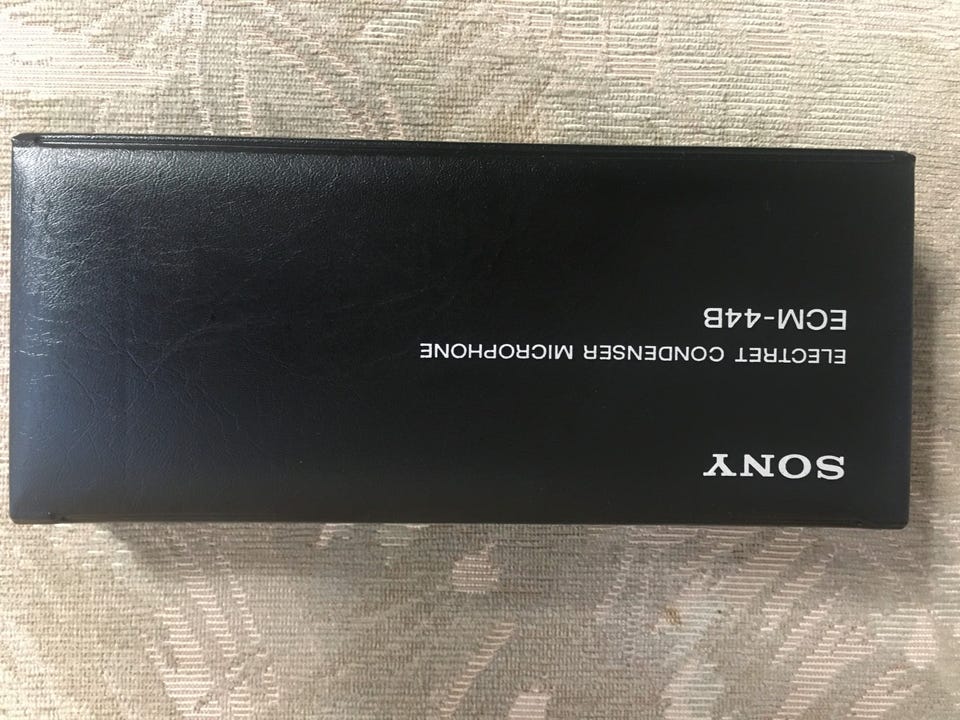 SONY
ELECTRET CONDENSER MICROPHONE
ECM-44B